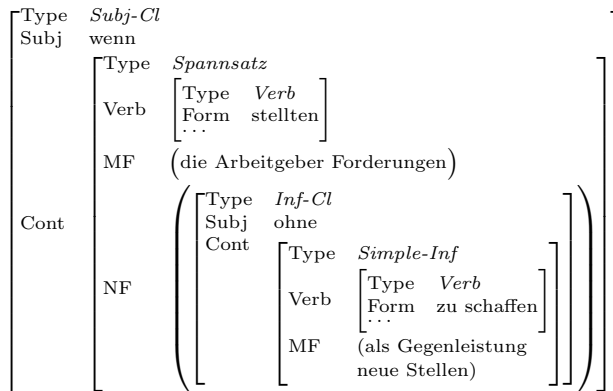 Type Subj-Cl
Subj wenn
Cont
Type Spannsatz
Verb
Type Verb
Form stellten
...
MF (die Arbeitgeber Forderungen)
NF
Type Inf-Cl
Subj ohne
Cont
Type Simple-Inf
Verb
Type Verb
Form zu schaffen
...
MF (als Gegenleistung
neue Stellen)